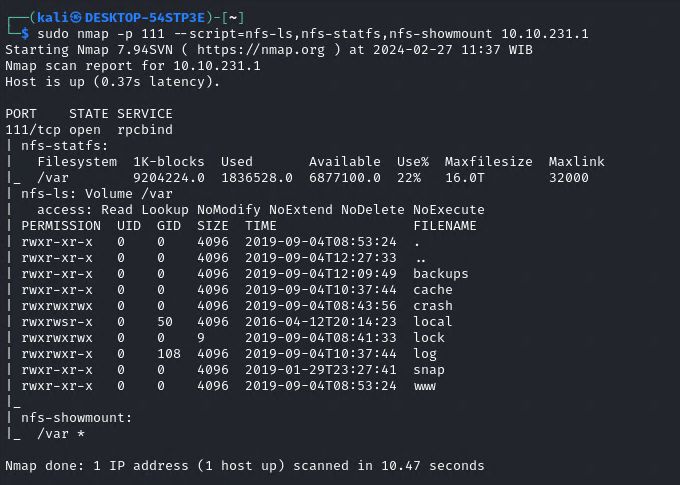 ┌──(kali㉿DESKTOP-54STP3E)-[~]
└─$ sudo nmap -p 111 --script=nfs-ls,nfs-statfs,nfs-showmount 10.10.231.1
Starting Nmap 7.94SVN ( https://nmap.org ) at 2024-02-27 11:37 WIB
Nmap scan report for 10.10.231.1
Host is up (0.37s latency).

PORT    STATE SERVICE
111/tcp open  rpcbind
| nfs-statfs:
|   Filesystem  1K-blocks  Used       Available  Use%  Maxfilesize  Maxlink
|_  /var        9204224.0  1836528.0  6877100.0  22%   16.0T        32000
| nfs-ls: Volume /var
|   access: Read Lookup NoModify NoExtend NoDelete NoExecute
| PERMISSION  UID  GID  SIZE  TIME                 FILENAME
| rwxr-xr-x   0    0    4096  2019-09-04T08:53:24  .
| rwxr-xr-x   0    0    4096  2019-09-04T12:27:33  ..
| rwxr-xr-x   0    0    4096  2019-09-04T12:09:49  backups
| rwxr-xr-x   0    0    4096  2019-09-04T10:37:44  cache
| rwxrwxrwx   0    0    4096  2019-09-04T08:43:56  crash
| rwxrwsr-x   0    50   4096  2016-04-12T20:14:23  local
| rwxrwxrwx   0    0    9     2019-09-04T08:41:33  lock
| rwxrwxr-x   0    108  4096  2019-09-04T10:37:44  log
| rwxr-xr-x   0    0    4096  2019-01-29T23:27:41  snap
| rwxr-xr-x   0    0    4096  2019-09-04T08:53:24  www
|_
| nfs-showmount:
|_  /var *

Nmap done: 1 IP address (1 host up) scanned in 10.47 seconds